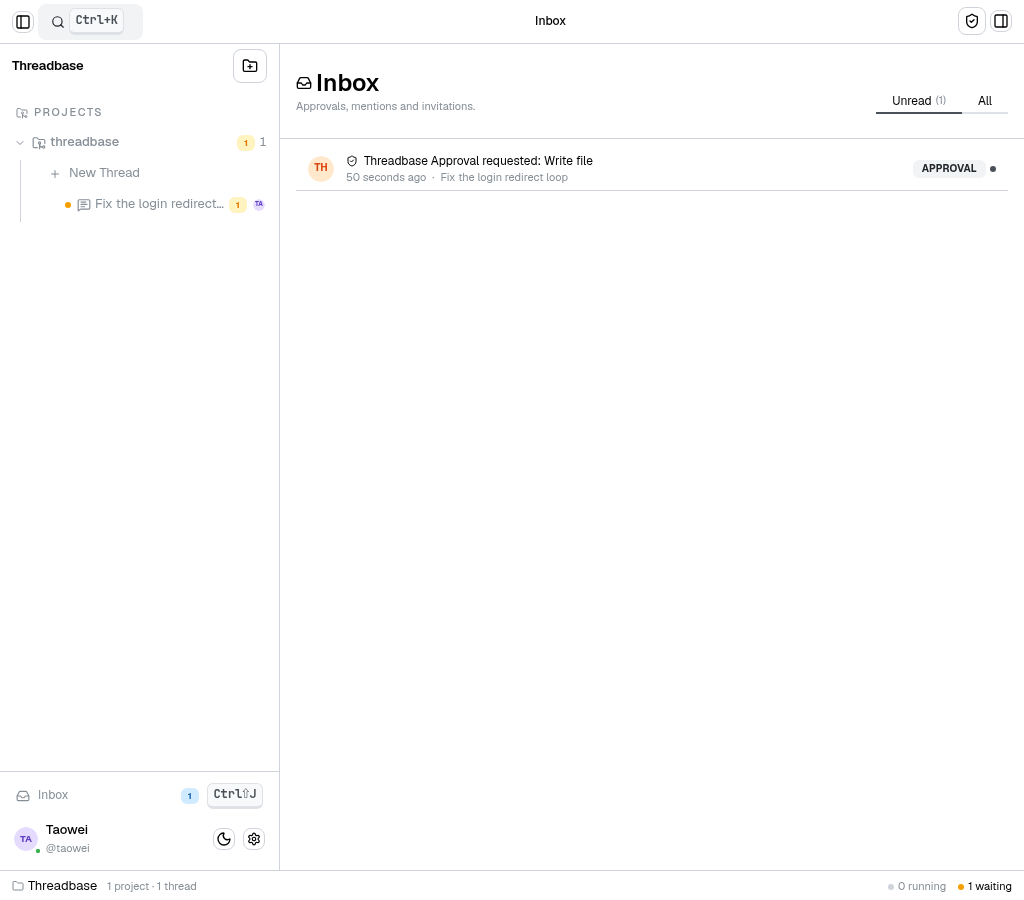 Ctrl+K
Inbox
Threadbase
PROJECTS
threadbase 1 1
New Thread
Fix the login redirect... 1 TA
Inbox
Approvals, mentions and invitations.
Unread (1) All
TH Threadbase Approval requested: Write file
50 seconds ago · Fix the login redirect loop
APPROVAL
Inbox 1 Ctrl⇧J
TA Taowei
@taowei
Threadbase 1 project · 1 thread
0 running 1 waiting